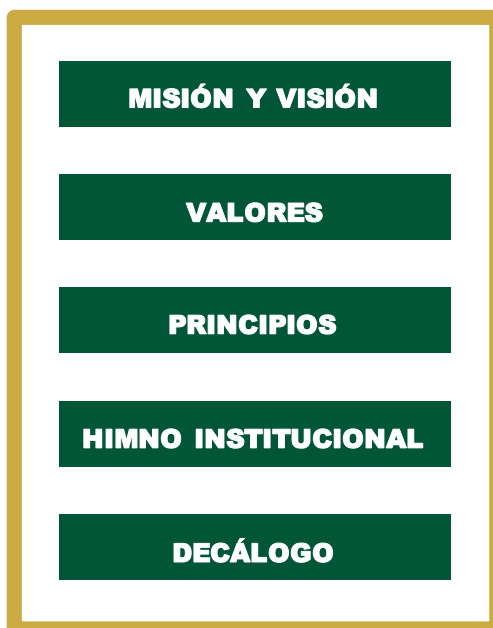 MISIÓN Y VISIÓN
VALORES
PRINCIPIOS
HIMNO INSTITUCIONAL
DECÁLOGO